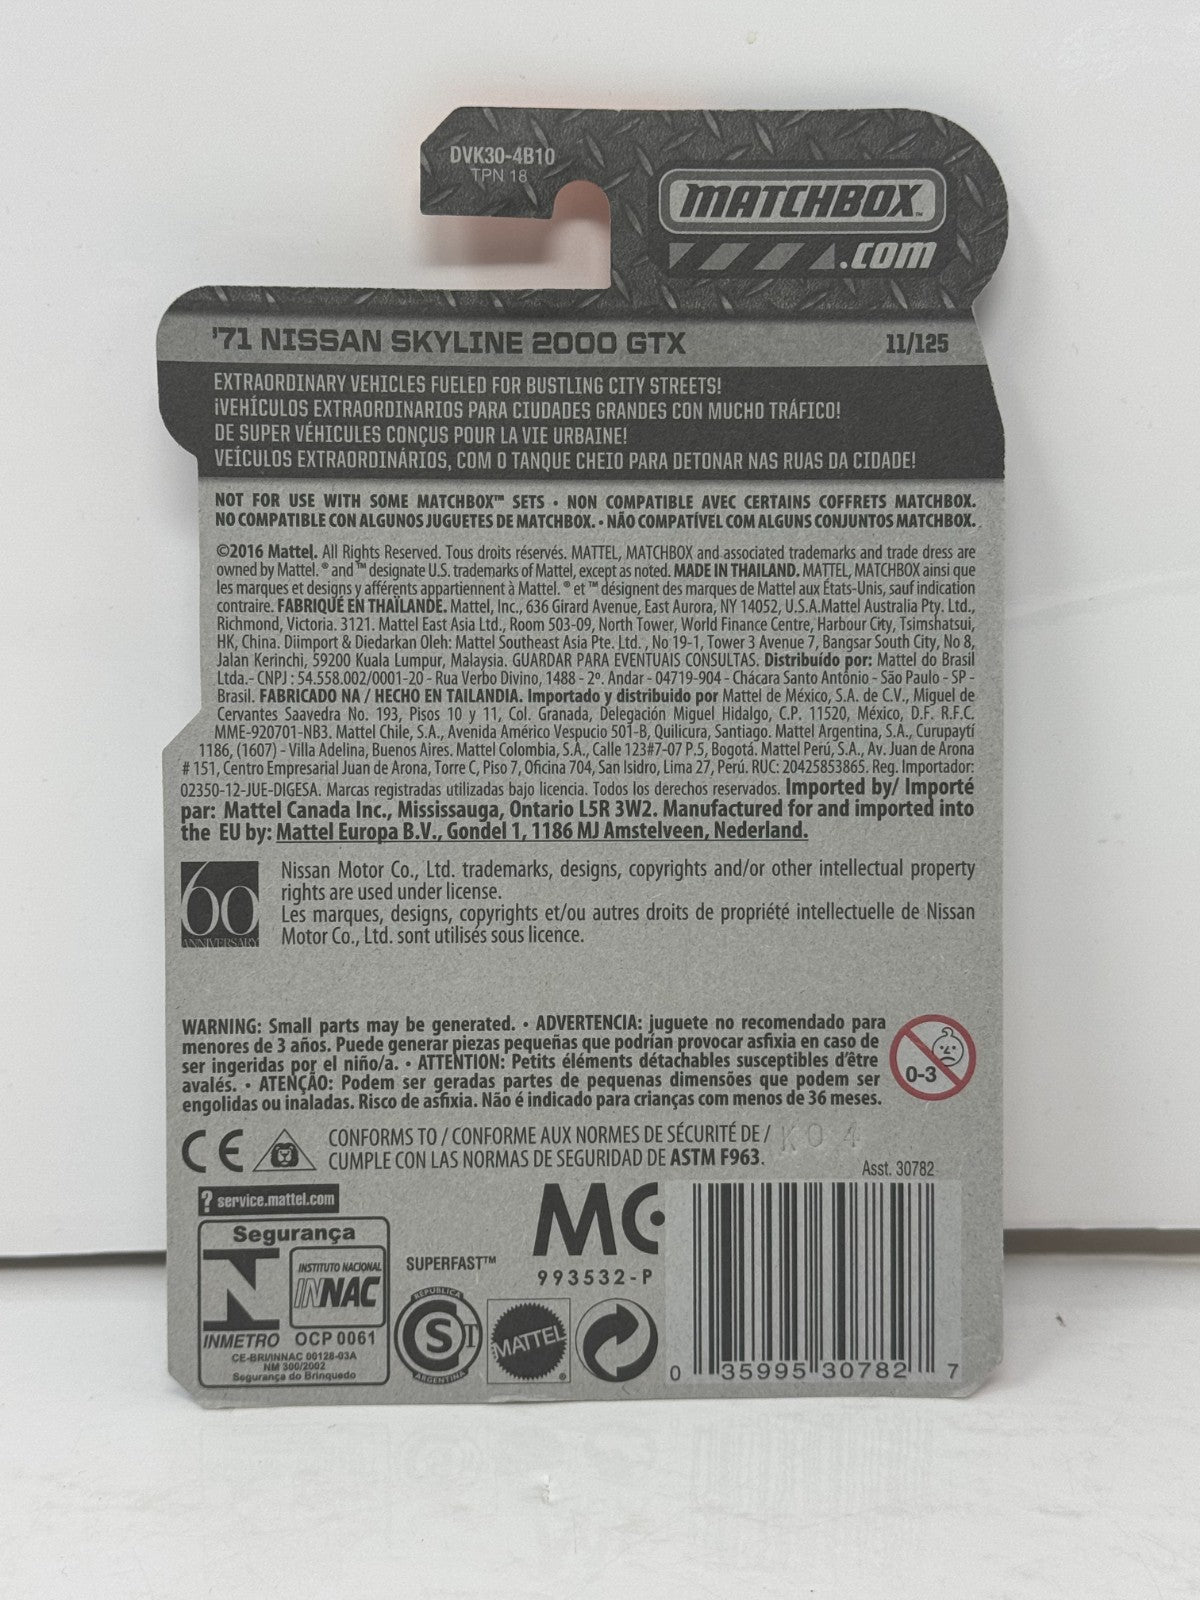 DVK30-4B10
TPN 18
MATCHBOX™
.COM
'71 NISSAN SKYLINE 2000 GTX 11/125
EXTRAORDINARY VEHICLES FUELED FOR BUSTLING CITY STREETS!
¡VEHÍCULOS EXTRAORDINARIOS PARA CIUDADES GRANDES CON MUCHO TRÁFICO!
DE SUPER VÉHICULES CONÇUS POUR LA VIE URBAINE!
VEÍCULOS EXTRAORDINÁRIOS, COM O TANQUE CHEIO PARA DETONAR NAS RUAS DA CIDADE!
NOT FOR USE WITH SOME MATCHBOX™ SETS • NON COMPATIBLE AVEC CERTAINS COFFRETS MATCHBOX.
NO COMPATIBLE CON ALGUNOS JUGUETES DE MATCHBOX. • NÃO COMPATÍVEL COM ALGUNS CONJUNTOS MATCHBOX.
©2016 Mattel. All Rights Reserved. Tous droits réservés. MATTEL, MATCHBOX and associated trademarks and trade dress are
owned by Mattel. ® and ™ designate U.S. trademarks of Mattel, except as noted. MADE IN THAILAND. MATTEL, MATCHBOX ainsi que
les marques et designs y afférents appartiennent à Mattel. ® et ™ désignent des marques de Mattel aux États-Unis, sauf indication
contraire. FABRIQUÉ EN THAÏLANDE. Mattel, Inc., 636 Girard Avenue, East Aurora, NY 14052, U.S.A.Mattel Australia Pty. Ltd.,
Richmond, Victoria. 3121. Mattel East Asia Ltd., Room 503-09, North Tower, World Finance Centre, Harbour City, Tsimshatsui,
HK, China. Diimport & Diedarkan Oleh: Mattel Southeast Asia Pte. Ltd. , No 19-1, Tower 3 Avenue 7, Bangsar South City, No 8,
Jalan Kerinchi, 59200 Kuala Lumpur, Malaysia. GUARDAR PARA EVENTUAIS CONSULTAS. Distribuído por: Mattel do Brasil
Ltda.- CNPJ : 54.558.002/0001-20 - Rua Verbo Divino, 1488 - 2º. Andar - 04719-904 - Chácara Santo Antônio - São Paulo - SP -
Brasil. FABRICADO NA / HECHO EN TAILANDIA. Importado y distribuido por Mattel de México, S.A. de C.V., Miguel de
Cervantes Saavedra No. 193, Pisos 10 y 11, Col. Granada, Delegación Miguel Hidalgo, C.P. 11520, México, D.F. R.F.C.
MME-920701-NB3. Mattel Chile, S.A., Avenida Américo Vespucio 501-B, Quilicura, Santiago. Mattel Argentina, S.A., Curupaytí
1186, (1607) - Villa Adelina, Buenos Aires. Mattel Colombia, S.A., Calle 123#7-07 P.5, Bogotá. Mattel Perú, S.A., Av. Juan de Arona
# 151, Centro Empresarial Juan de Arona, Torre C, Piso 7, Oficina 704, San Isidro, Lima 27, Perú. RUC: 20425853865. Reg. Importador:
02350-12-JUE-DIGESA. Marcas registradas utilizadas bajo licencia. Todos los derechos reservados. Imported by/ Importé
par: Mattel Canada Inc., Mississauga, Ontario L5R 3W2. Manufactured for and imported into
the EU by: Mattel Europa B.V., Gondel 1, 1186 MJ Amstelveen, Nederland.
60
ANNIVERSARY
Nissan Motor Co., Ltd. trademarks, designs, copyrights and/or other intellectual property
rights are used under license.
Les marques, designs, copyrights et/ou autres droits de propriété intellectuelle de Nissan
Motor Co., Ltd. sont utilisés sous licence.
WARNING: Small parts may be generated. • ADVERTENCIA: juguete no recomendado para
menores de 3 años. Puede generar piezas pequeñas que podrían provocar asfixia en caso de
ser ingeridas por el niño/a. • ATTENTION: Petits éléments détachables susceptibles d'être
avalés. • ATENÇÃO: Podem ser geradas partes de pequenas dimensões que podem ser
engolidas ou inaladas. Risco de asfixia. Não é indicado para crianças com menos de 36 meses.
0-3
CE
CONFORMS TO / CONFORME AUX NORMES DE SÉCURITÉ DE /
CUMPLE CON LAS NORMAS DE SEGURIDAD DE ASTM F963.
K04
Asst. 30782
? service.mattel.com
Segurança
INSTITUTO NACIONAL
INNAC
INMETRO OCP 0061
CE-BRI/INNAC 00128-03A
NM 300/2002
Segurança do Brinquedo
SUPERFAST™
MC
993532-P
REPUBLICA
S
ARGENTINA
MATTEL®
0 35995 30782 7